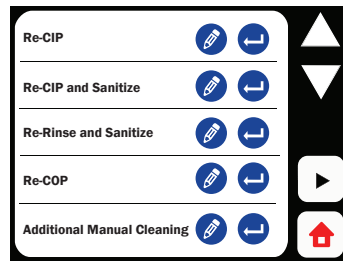 Re-CIP
Re-CIP and Sanitize
Re-Rinse and Sanitize
Re-COP
Additional Manual Cleaning